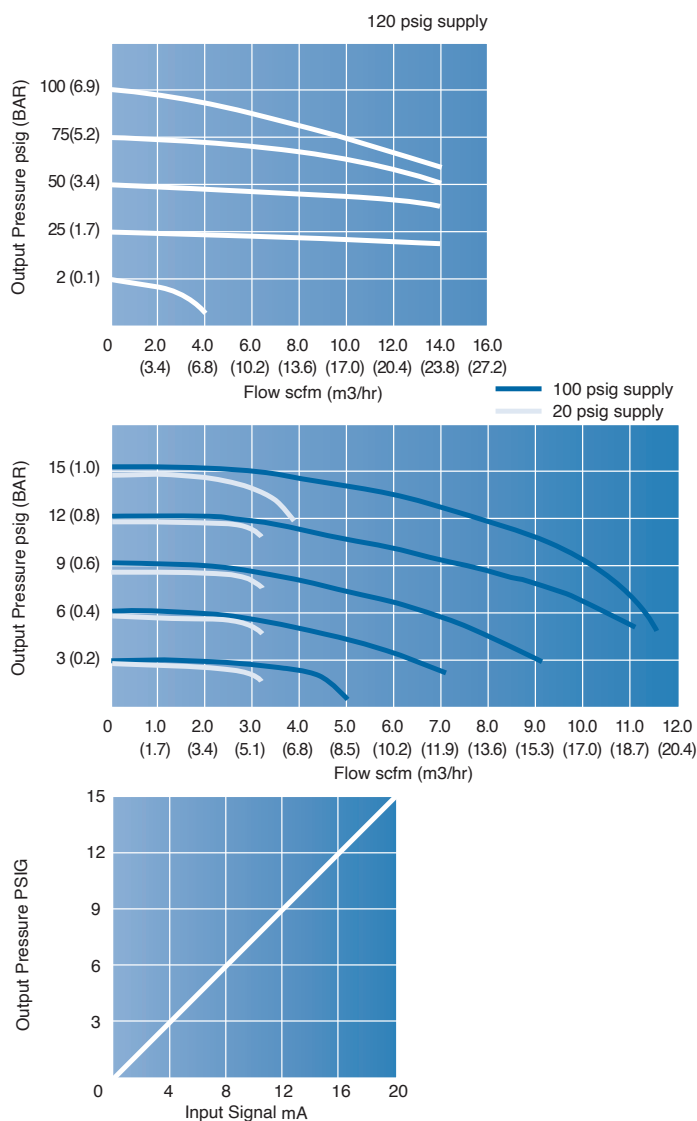 120 psig supply
Output Pressure psig (BAR)
100 (6.9)
75(5.2)
50 (3.4)
25 (1.7)
2 (0.1)
0 2.0 4.0 6.0 8.0 10.0 12.0 14.0 16.0
(3.4) (6.8) (10.2) (13.6) (17.0) (20.4) (23.8) (27.2)
Flow scfm (m3/hr)
100 psig supply
20 psig supply
Output Pressure psig (BAR)
15 (1.0)
12 (0.8)
9 (0.6)
6 (0.4)
3 (0.2)
0 1.0 2.0 3.0 4.0 5.0 6.0 7.0 8.0 9.0 10.0 11.0 12.0
(1.7) (3.4) (5.1) (6.8) (8.5) (10.2) (11.9) (13.6) (15.3) (17.0) (18.7) (20.4)
Flow scfm (m3/hr)
Output Pressure PSIG
15
12
9
6
3
0 4 8 12 16 20
Input Signal mA